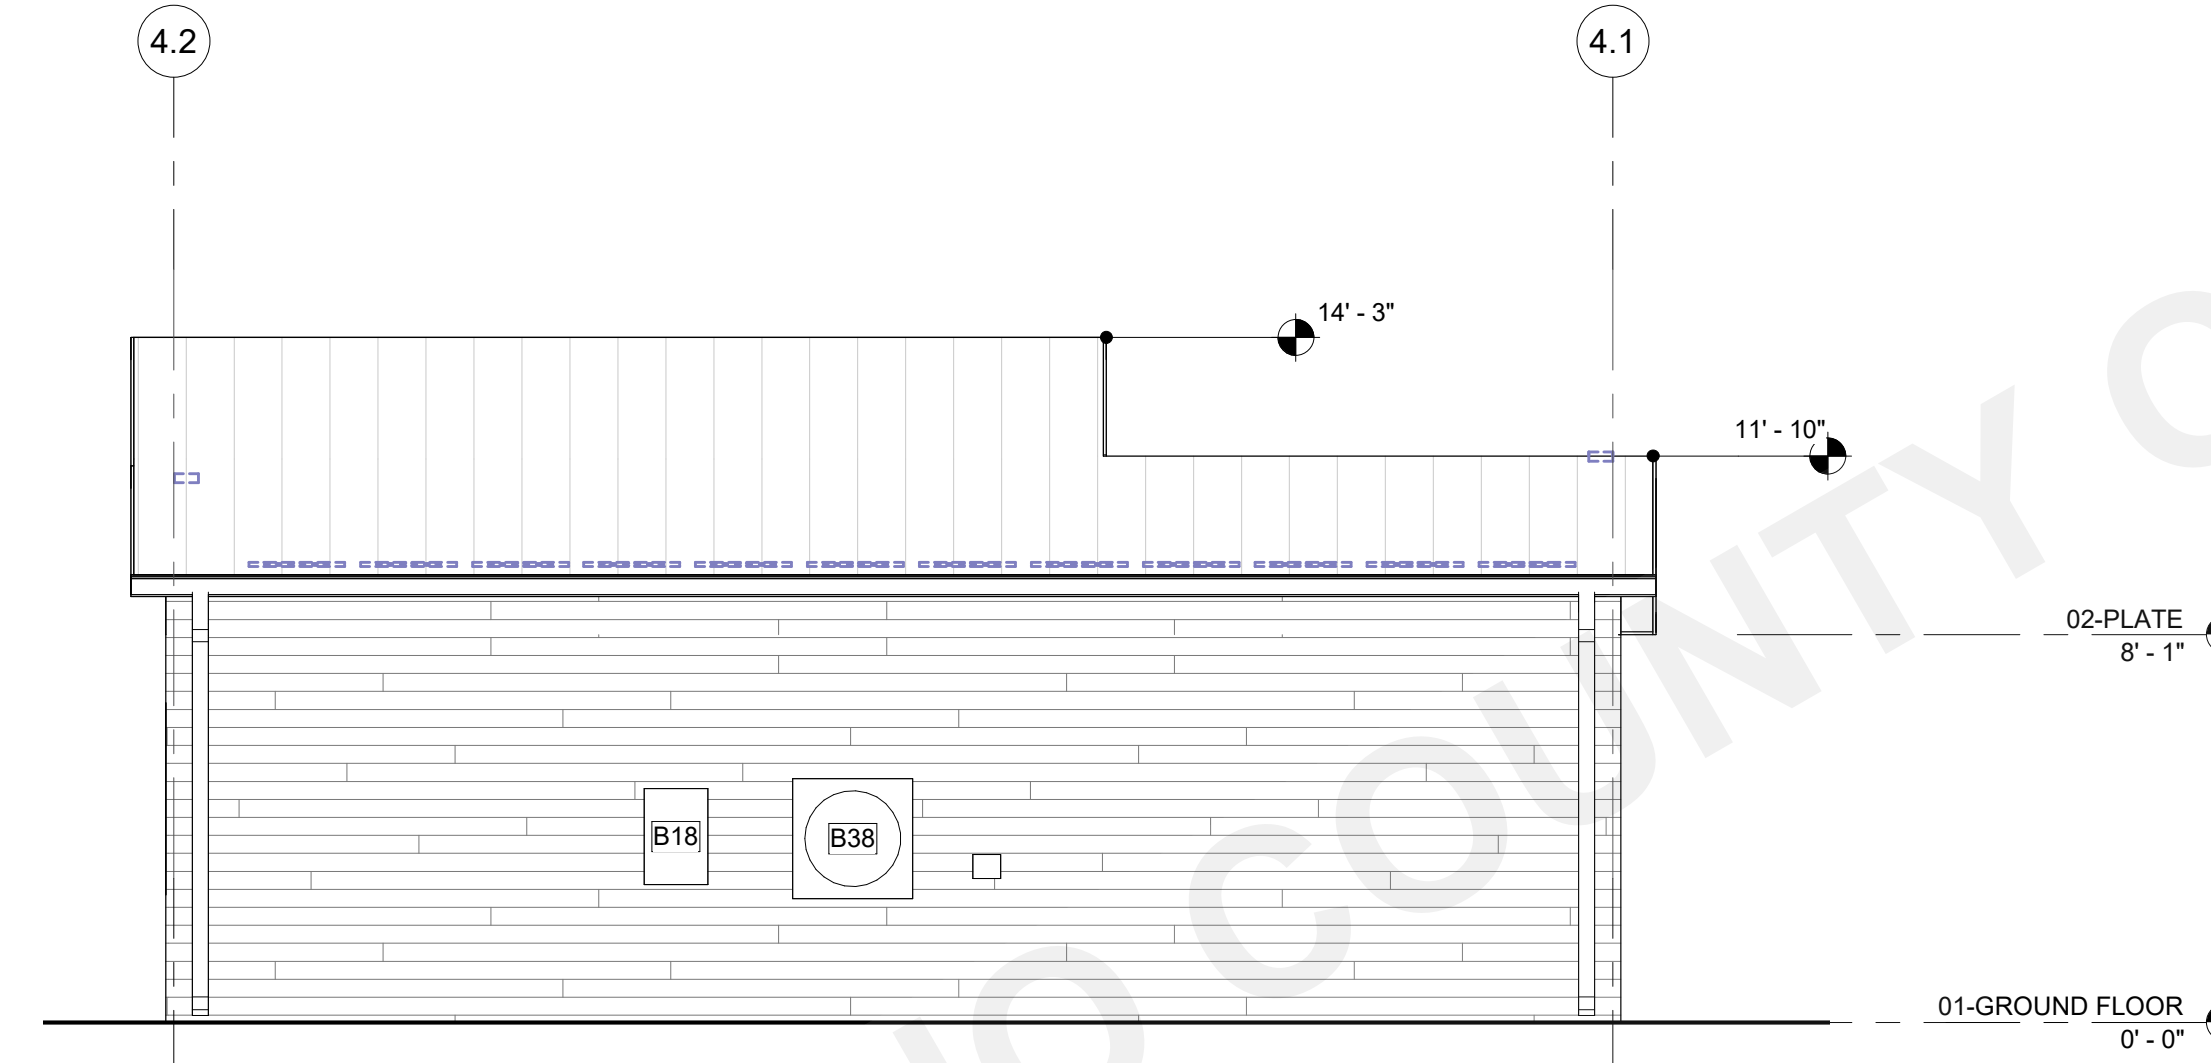 4.2
4.1
14' - 3"
11' - 10"
02-PLATE
8' - 1"
B18
B38
01-GROUND FLOOR
0' - 0"
COUNTY